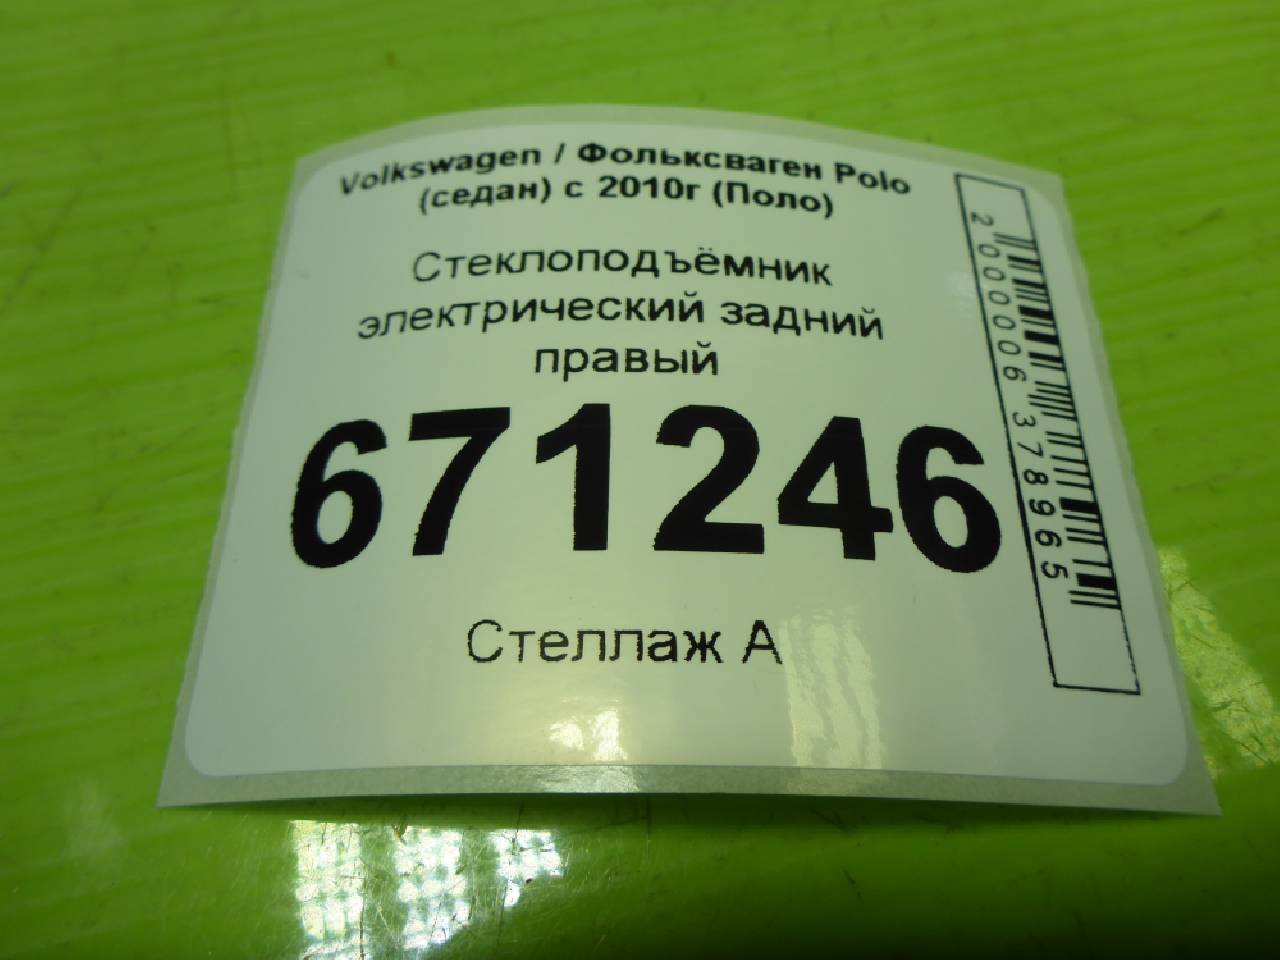 Volkswagen / Фольксваген Polo
(седан) с 2010г (Поло)
Стеклоподъёмник
электрический задний
правый
671246
Стеллаж А
2000006378965